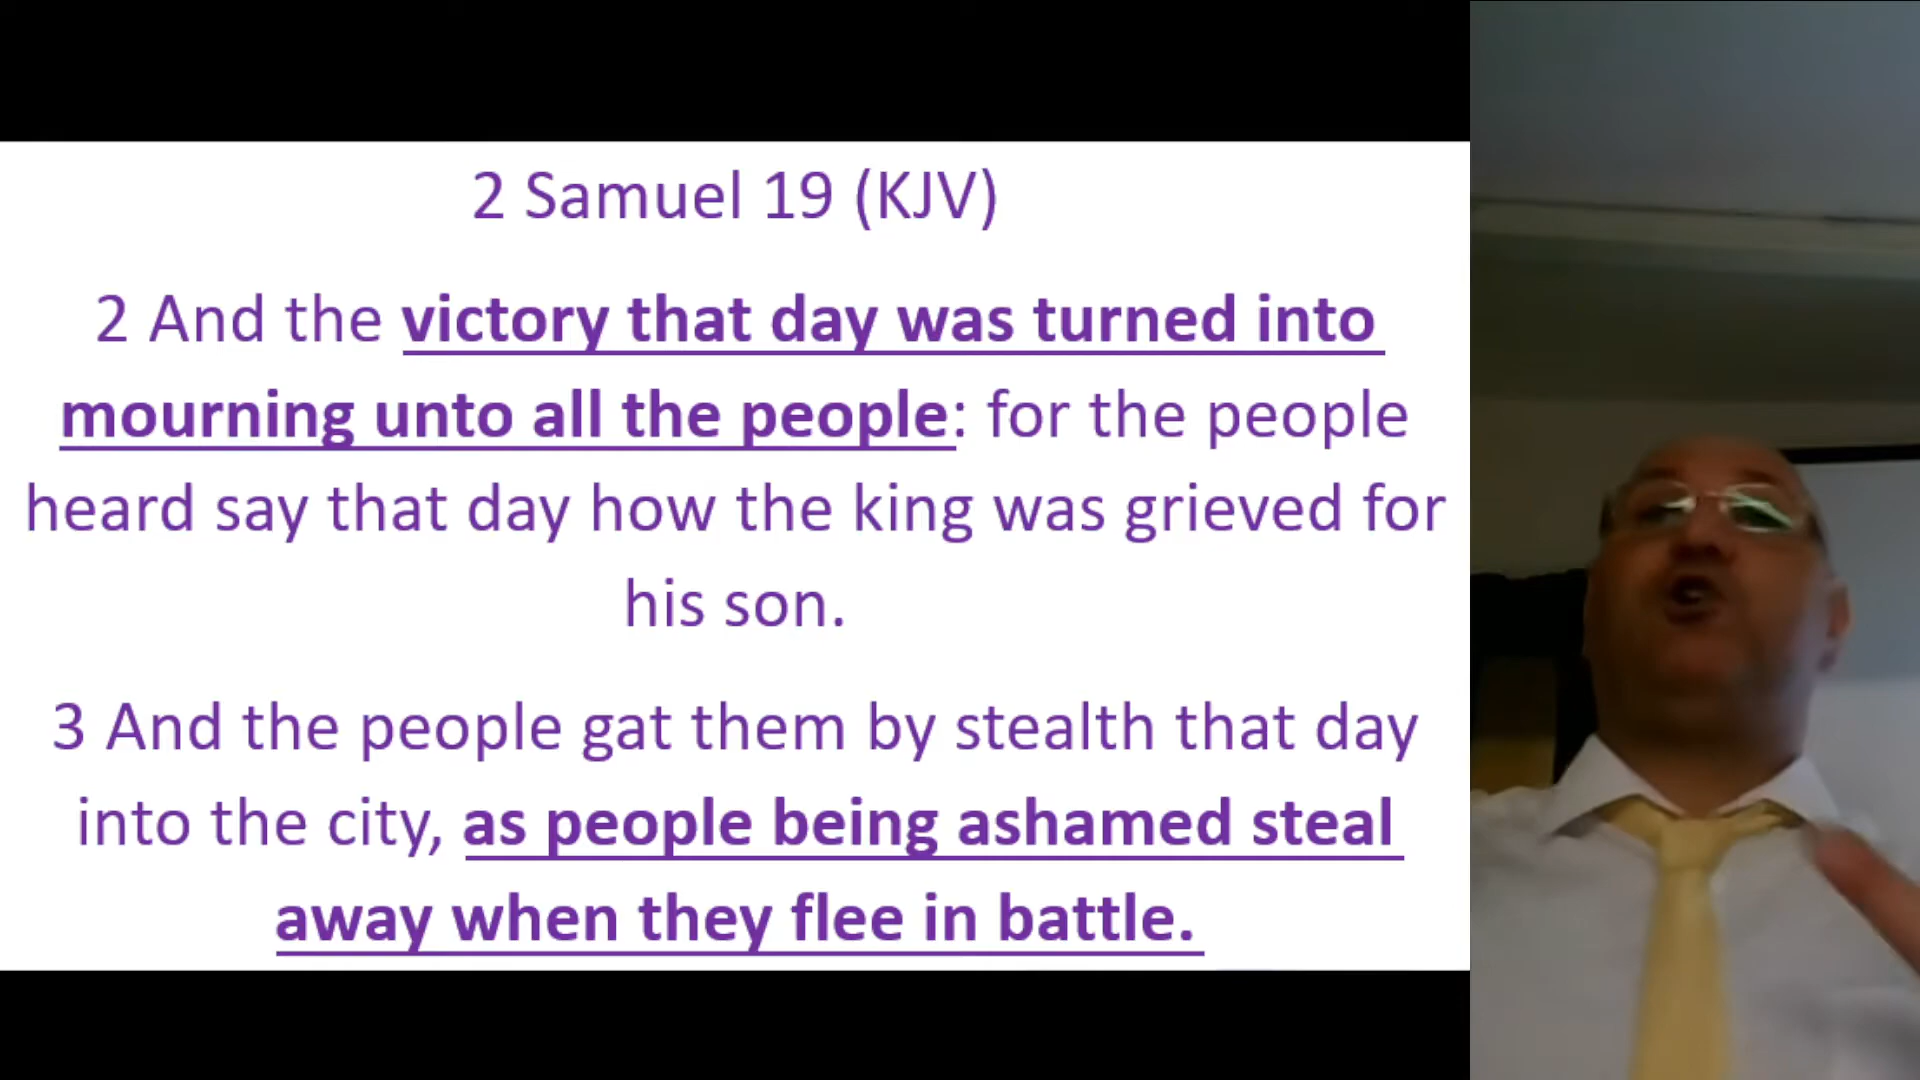 2 Samuel 19 (KJV)
2 And the victory that day was turned into
mourning unto all the people: for the people
heard say that day how the king was grieved for
his son.
3 And the people gat them by stealth that day
into the city, as people being ashamed steal
away when they flee in battle.